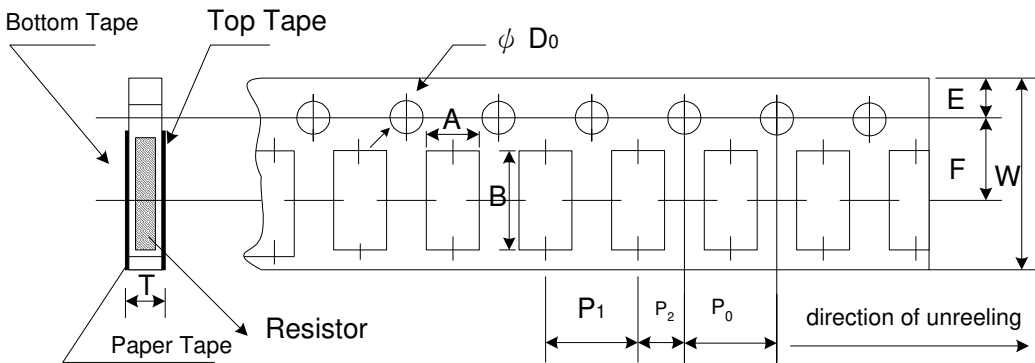 Bottom Tape
Top Tape
ϕ D₀
E
A
F
W
B
T
P₁
P₂
P₀
direction of unreeling
Resistor
Paper Tape